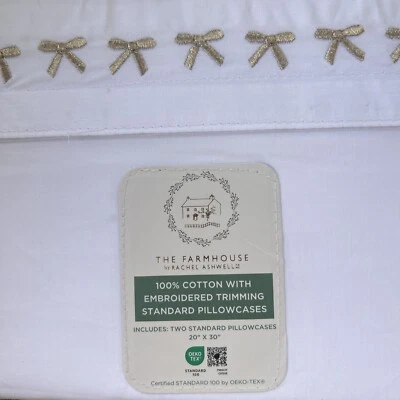 THE FARMHOUSE
BY RACHEL ASHWELL
100% COTTON WITH
EMBROIDERED TRIMMING
STANDARD PILLOWCASES
INCLUDES: TWO STANDARD PILLOWCASES
20" X 30"
OEKO
TEX
STANDARD
100
Certified STANDARD 100 by OEKO-TEX®